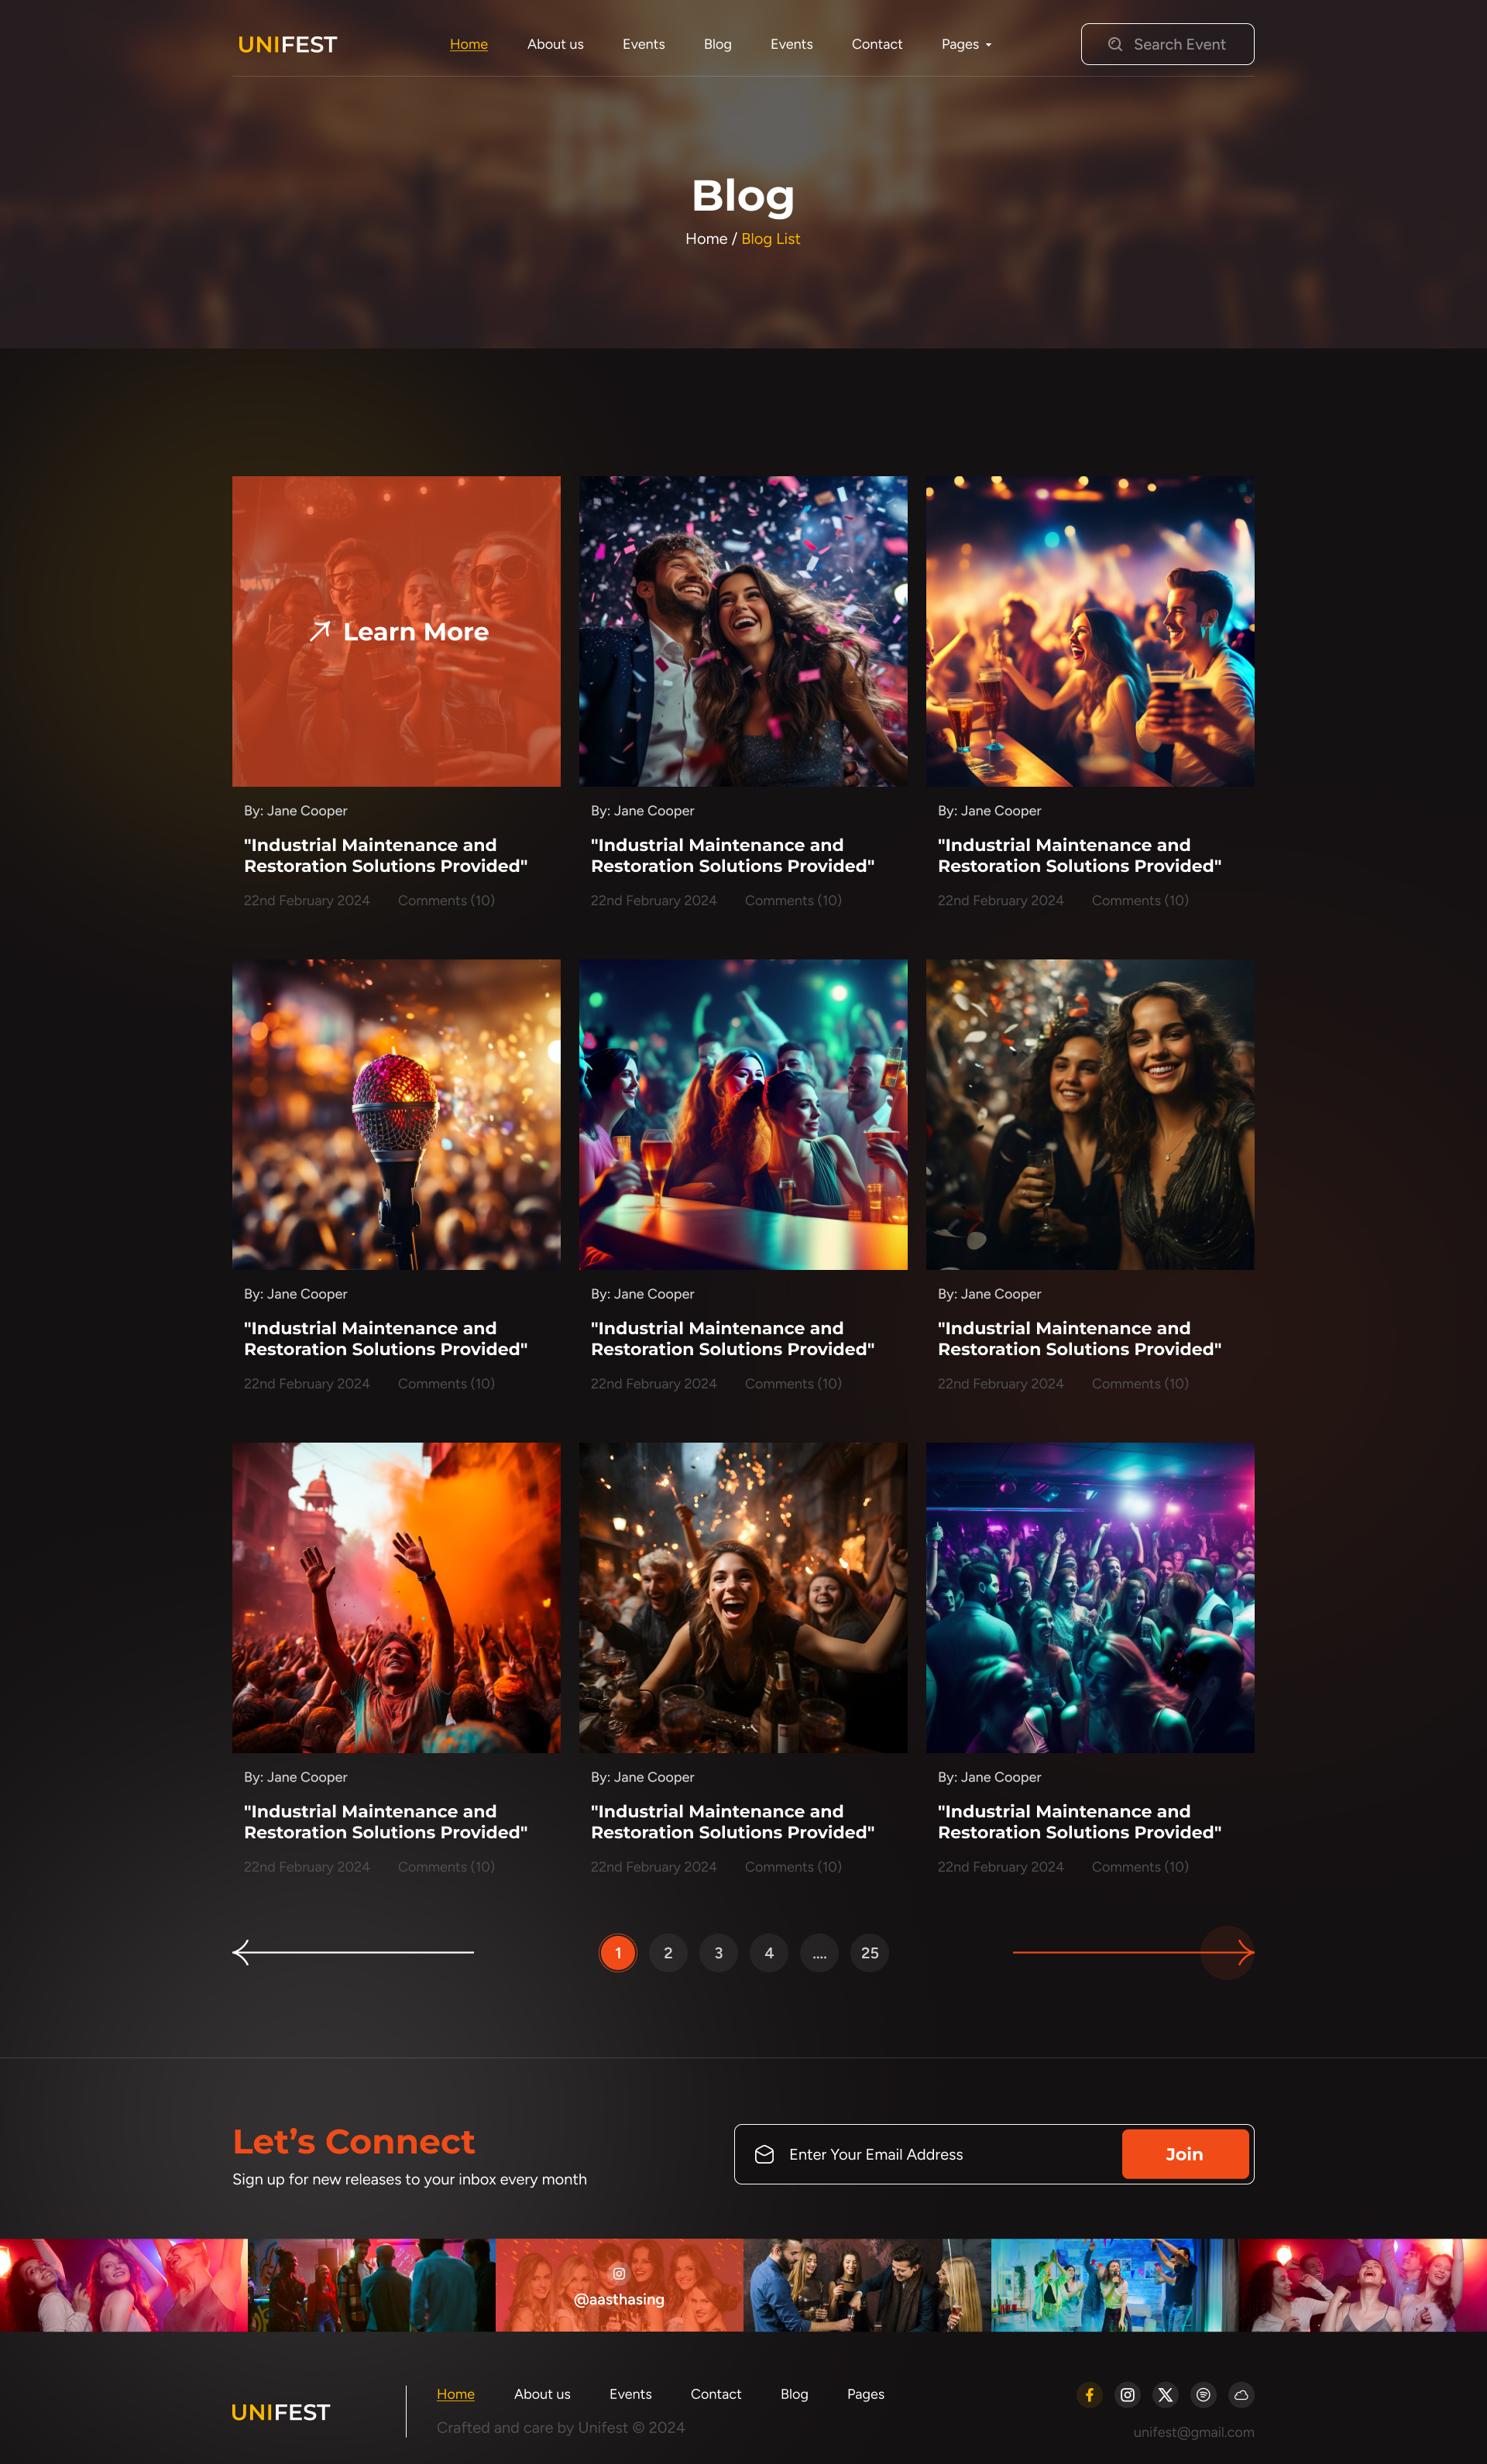 UNIFEST
Home About us Events Blog Events Contact Pages
Search Event
Blog
Home / Blog List
Learn More
By: Jane Cooper
"Industrial Maintenance and
Restoration Solutions Provided"
22nd February 2024 Comments (10)
By: Jane Cooper
"Industrial Maintenance and
Restoration Solutions Provided"
22nd February 2024 Comments (10)
By: Jane Cooper
"Industrial Maintenance and
Restoration Solutions Provided"
22nd February 2024 Comments (10)
By: Jane Cooper
"Industrial Maintenance and
Restoration Solutions Provided"
22nd February 2024 Comments (10)
By: Jane Cooper
"Industrial Maintenance and
Restoration Solutions Provided"
22nd February 2024 Comments (10)
By: Jane Cooper
"Industrial Maintenance and
Restoration Solutions Provided"
22nd February 2024 Comments (10)
By: Jane Cooper
"Industrial Maintenance and
Restoration Solutions Provided"
22nd February 2024 Comments (10)
By: Jane Cooper
"Industrial Maintenance and
Restoration Solutions Provided"
22nd February 2024 Comments (10)
By: Jane Cooper
"Industrial Maintenance and
Restoration Solutions Provided"
22nd February 2024 Comments (10)
1 2 3 4 .... 25
Let’s Connect
Sign up for new releases to your inbox every month
Enter Your Email Address
Join
@aasthasing
UNIFEST
Home About us Events Contact Blog Pages
Crafted and care by Unifest © 2024
unifest@gmail.com